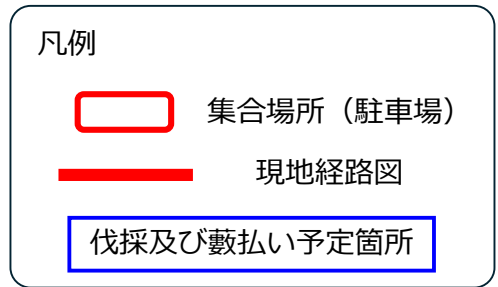 凡例
集合場所（駐車場）
現地経路図
伐採及び藪払い予定箇所